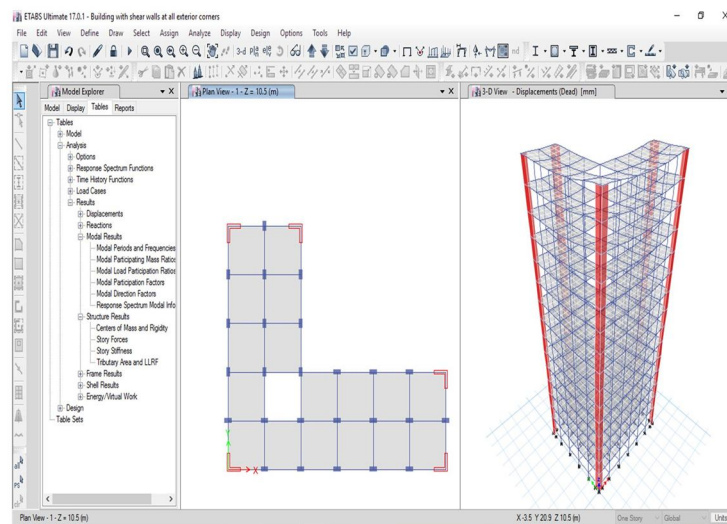 ETABS Ultimate 17.0.1 - Building with shear walls at all exterior corners
File Edit View Define Draw Select Assign Analyze Display Design Options Tools Help
3-d
nd
Model Explorer
Plan View - 1 - Z = 10.5 (m)
3-D View - Displacements (Dead) [mm]
Model Display Tables Reports
Tables
Model
Analysis
Options
Response Spectrum Functions
Time History Functions
Load Cases
Results
Displacements
Reactions
Modal Results
Modal Periods and Frequencies
Modal Participating Mass Ratios
Modal Load Participation Ratios
Modal Participation Factors
Modal Direction Factors
Response Spectrum Modal Info
Structure Results
Centers of Mass and Rigidity
Story Forces
Story Stiffness
Tributary Area and LLRF
Frame Results
Shell Results
Energy/Virtual Work
Design
Table Sets
Y
X
all
PS
Plan View - 1 - Z = 10.5 (m)
X -3.5 Y 20.9 Z 10.5 (m)
One Story
Global
Units